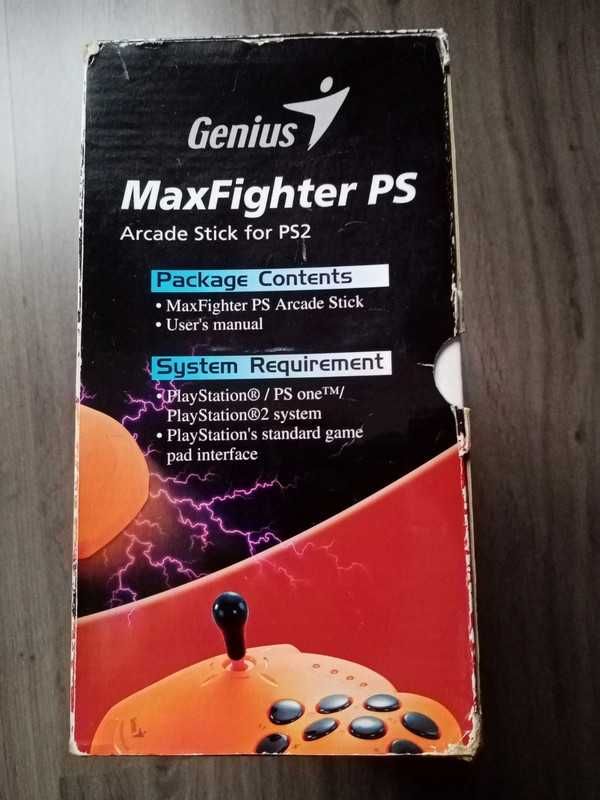 Genius
MaxFighter PS
Arcade Stick for PS2
Package Contents
• MaxFighter PS Arcade Stick
• User's manual
System Requirement
• PlayStation® / PS one™/
PlayStation®2 system
• PlayStation's standard game
pad interface